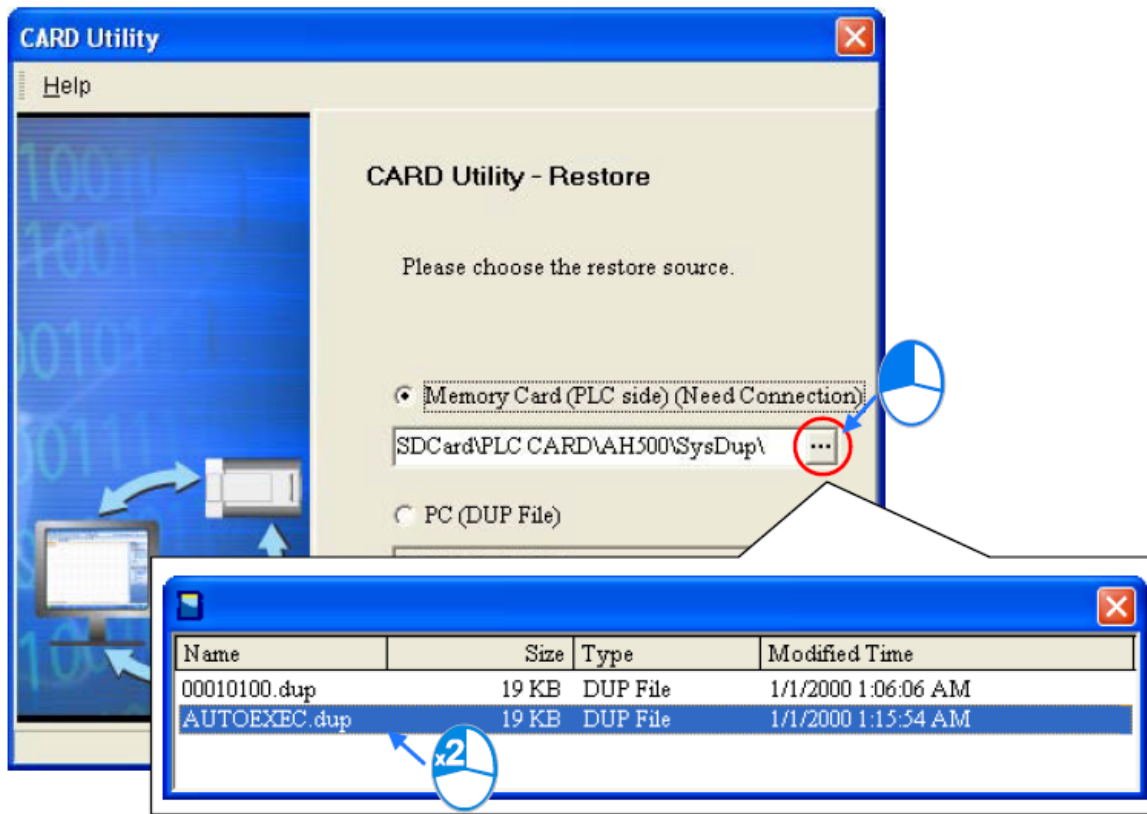 CARD Utility
Help
CARD Utility - Restore
Please choose the restore source.
Memory Card (PLC side) (Need Connection)
SDCard\PLC CARD\AH500\SysDup\ ...
PC (DUP File)
Name Size Type Modified Time
00010100.dup 19 KB DUP File 1/1/2000 1:06:06 AM
AUTOEXEC.dup 19 KB DUP File 1/1/2000 1:15:54 AM
x2